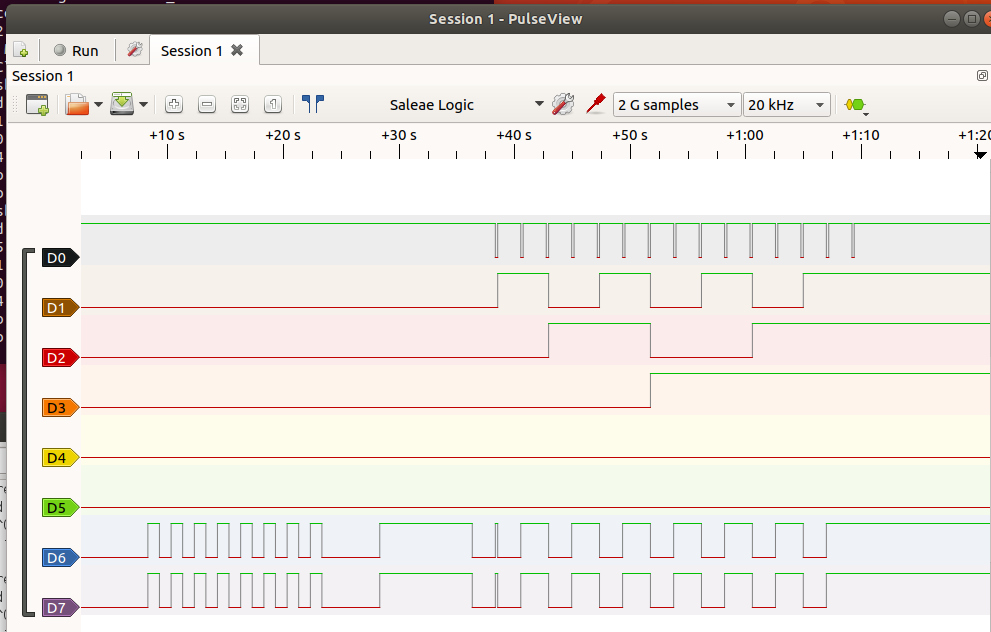 Session 1 - PulseView
Run
Session 1
Session 1
Saleae Logic
2 G samples
20 kHz
+10 s +20 s +30 s +40 s +50 s +1:00 +1:10 +1:20
D0
D1
D2
D3
D4
D5
D6
D7